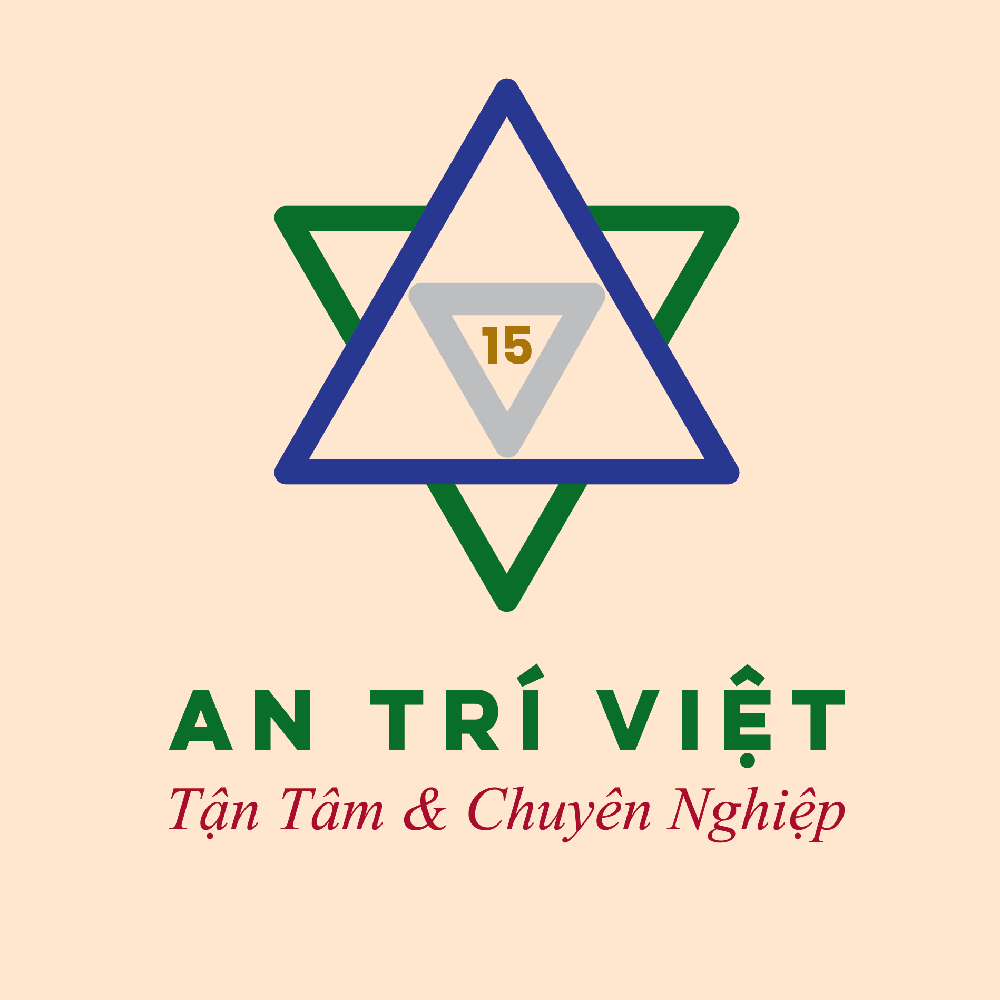 15
AN TRÍ VIỆT
Tận Tâm & Chuyên Nghiệp